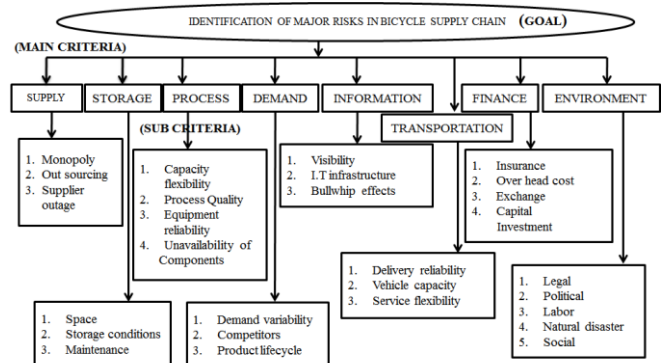 IDENTIFICATION OF MAJOR RISKS IN BICYCLE SUPPLY CHAIN (GOAL)
(MAIN CRITERIA)
SUPPLY
STORAGE
PROCESS
DEMAND
INFORMATION
TRANSPORTATION
FINANCE
ENVIRONMENT
(SUB CRITERIA)
1. Monopoly
2. Out sourcing
3. Supplier
outage
1. Capacity
flexibility
2. Process Quality
3. Equipment
reliability
4. Unavailability of
Components
1. Visibility
2. I.T infrastructure
3. Bullwhip effects
1. Insurance
2. Over head cost
3. Exchange
4. Capital
Investment
1. Space
2. Storage conditions
3. Maintenance
1. Demand variability
2. Competitors
3. Product lifecycle
1. Delivery reliability
2. Vehicle capacity
3. Service flexibility
1. Legal
2. Political
3. Labor
4. Natural disaster
5. Social